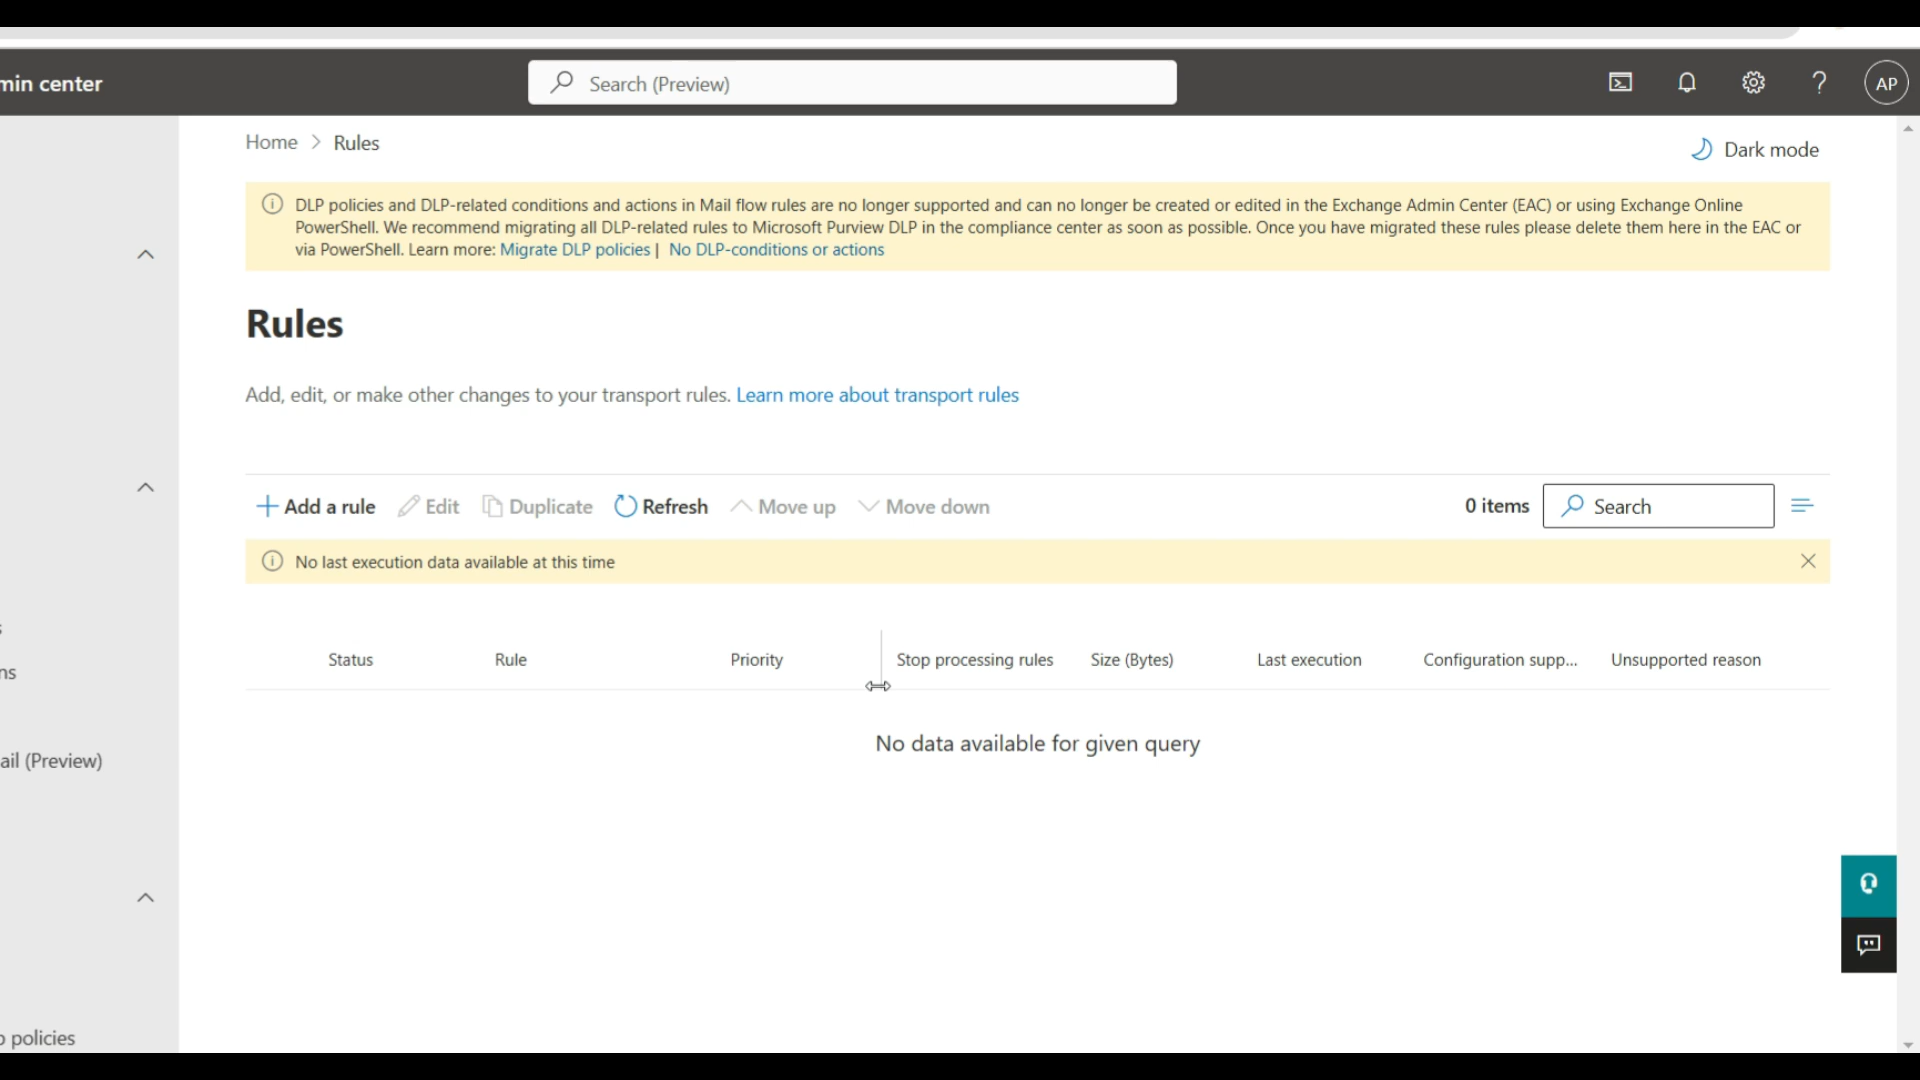 min center
Search (Preview)
AP
Home > Rules
Dark mode
DLP policies and DLP-related conditions and actions in Mail flow rules are no longer supported and can no longer be created or edited in the Exchange Admin Center (EAC) or using Exchange Online
PowerShell. We recommend migrating all DLP-related rules to Microsoft Purview DLP in the compliance center as soon as possible. Once you have migrated these rules please delete them here in the EAC or
via PowerShell. Learn more: Migrate DLP policies | No DLP-conditions or actions
Rules
Add, edit, or make other changes to your transport rules. Learn more about transport rules
Add a rule Edit Duplicate Refresh Move up Move down 0 items Search
No last execution data available at this time
Status Rule Priority Stop processing rules Size (Bytes) Last execution Configuration supp... Unsupported reason
No data available for given query
s
ns
ail (Preview)
policies